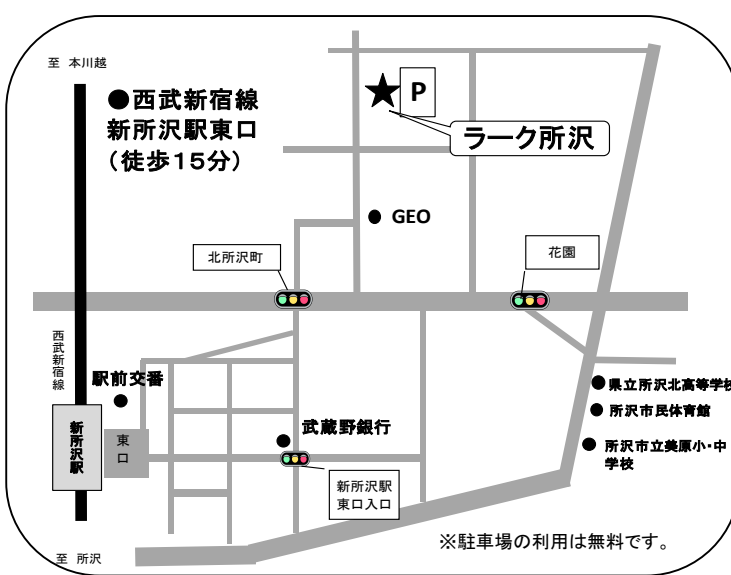 至 本川越
●西武新宿線
新所沢駅東口
(徒歩15分)
P
ラーク所沢
GEO
北所沢町
花園
西武新宿線
駅前交番
新所沢駅
東口
武蔵野銀行
新所沢駅
東口入口
県立所沢北高等学校
所沢市民体育館
所沢市立美原小・中
学校
至 所沢
※駐車場の利用は無料です。